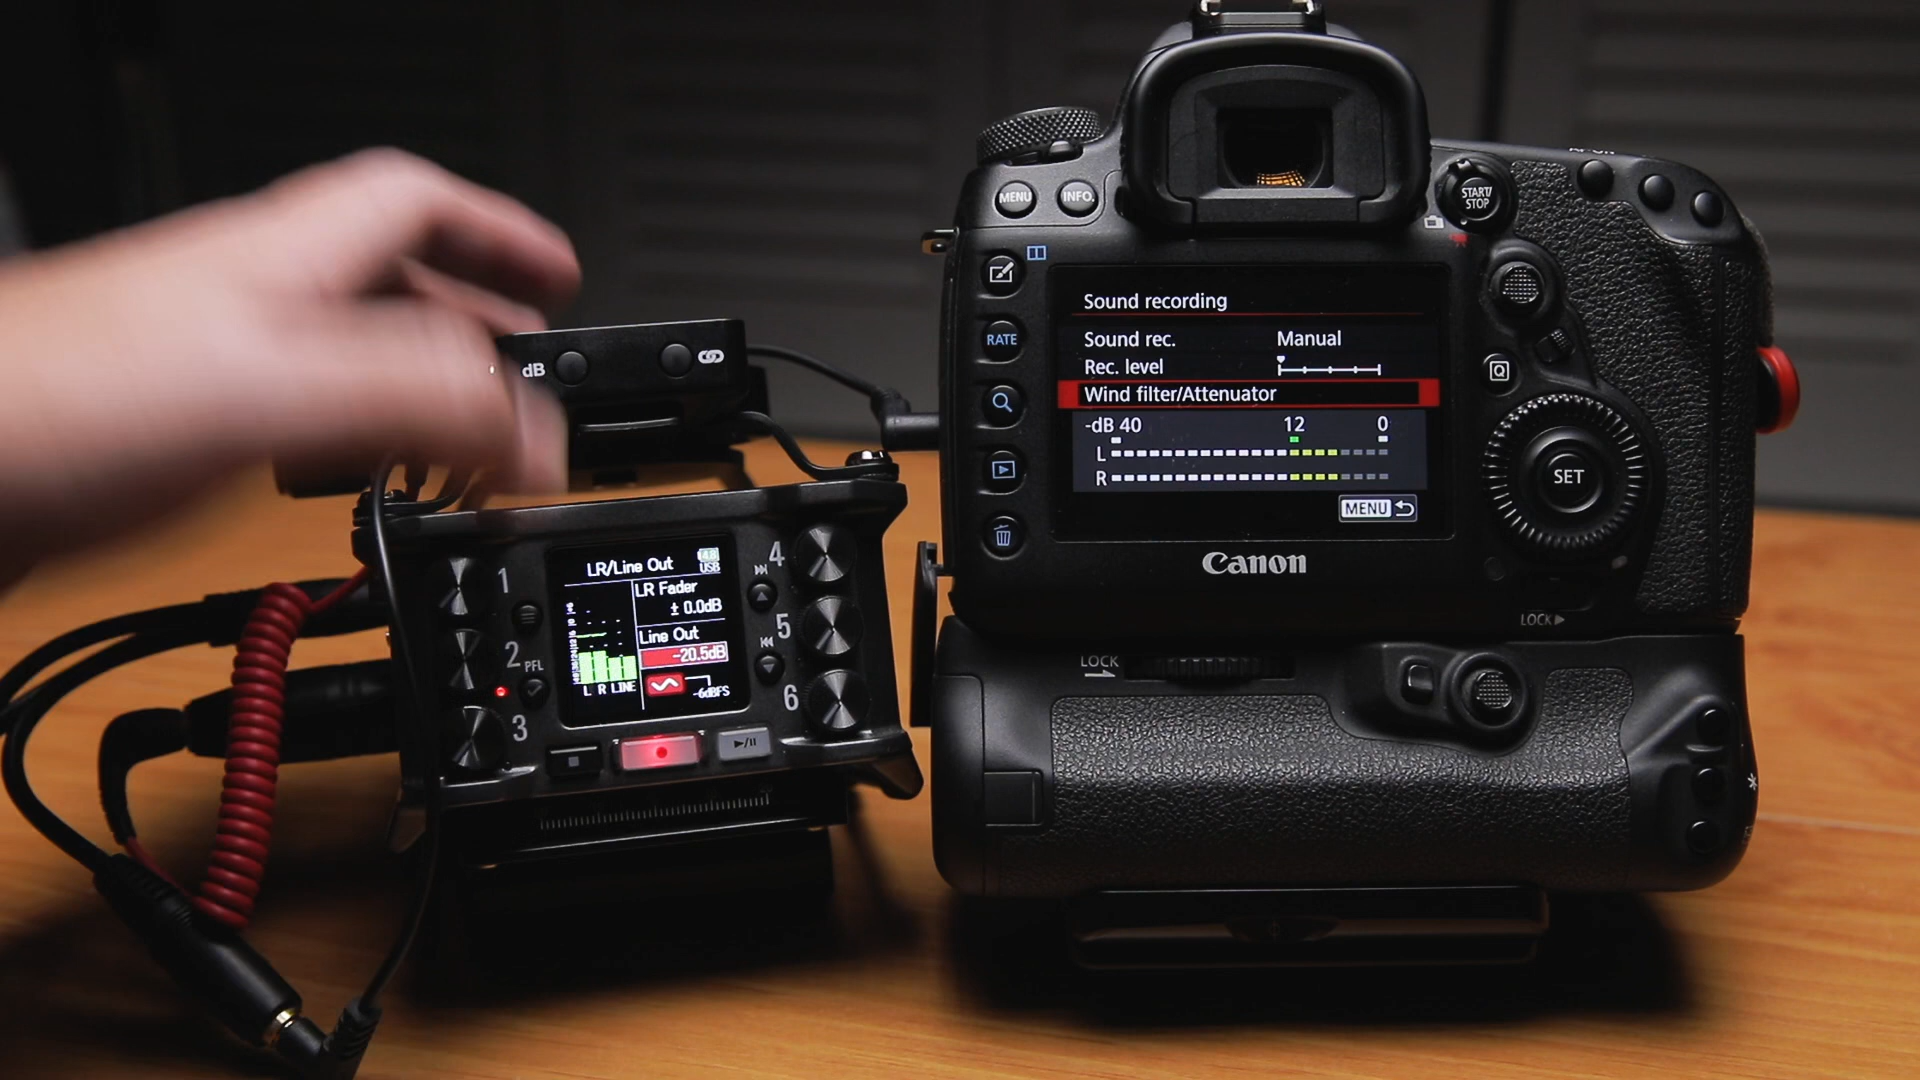 MENU
INFO.
START/
STOP
RATE
Q
Sound recording
Sound rec. Manual
Rec. level
Wind filter/Attenuator
-dB 40 12 0
L
R
MENU
SET
Canon
LOCK
LOCK
dB
LR/Line Out
USB
LR Fader
± 0.0dB
Line Out
-20.5dB
-6dBFS
L R LINE
1
2
PFL
3
4
5
6